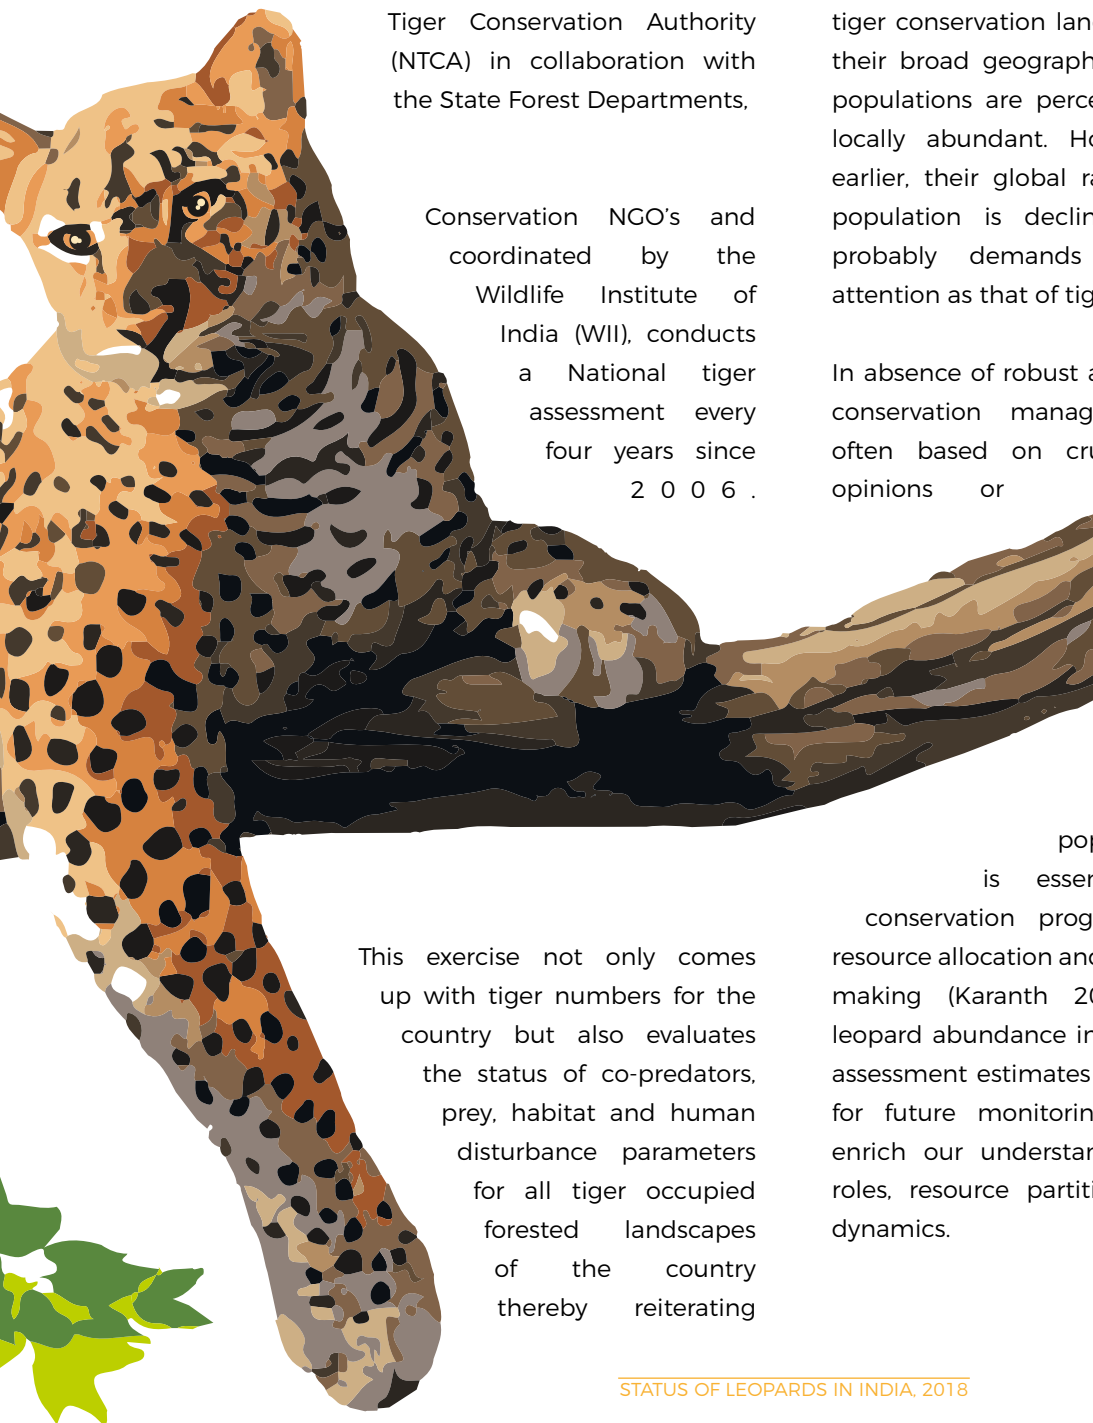 Tiger Conservation Authority
(NTCA) in collaboration with
the State Forest Departments,
Conservation NGO’s and
coordinated by the
Wildlife Institute of
India (WII), conducts
a National tiger
assessment every
four years since
2006.
This exercise not only comes
up with tiger numbers for the
country but also evaluates
the status of co-predators,
prey, habitat and human
disturbance parameters
for all tiger occupied
forested landscapes
of the country
thereby reiterating
tiger conservation
their broad
populations are
locally abundant.
earlier, their global
population is
probably demands
attention as that of
In absence of robust
conservation
often based on
opinions or
is
conservation
resource allocation
making (Karanth
leopard abundance
assessment estimates
for future
enrich our
roles, resource
dynamics.
STATUS OF LEOPARDS IN INDIA, 2018